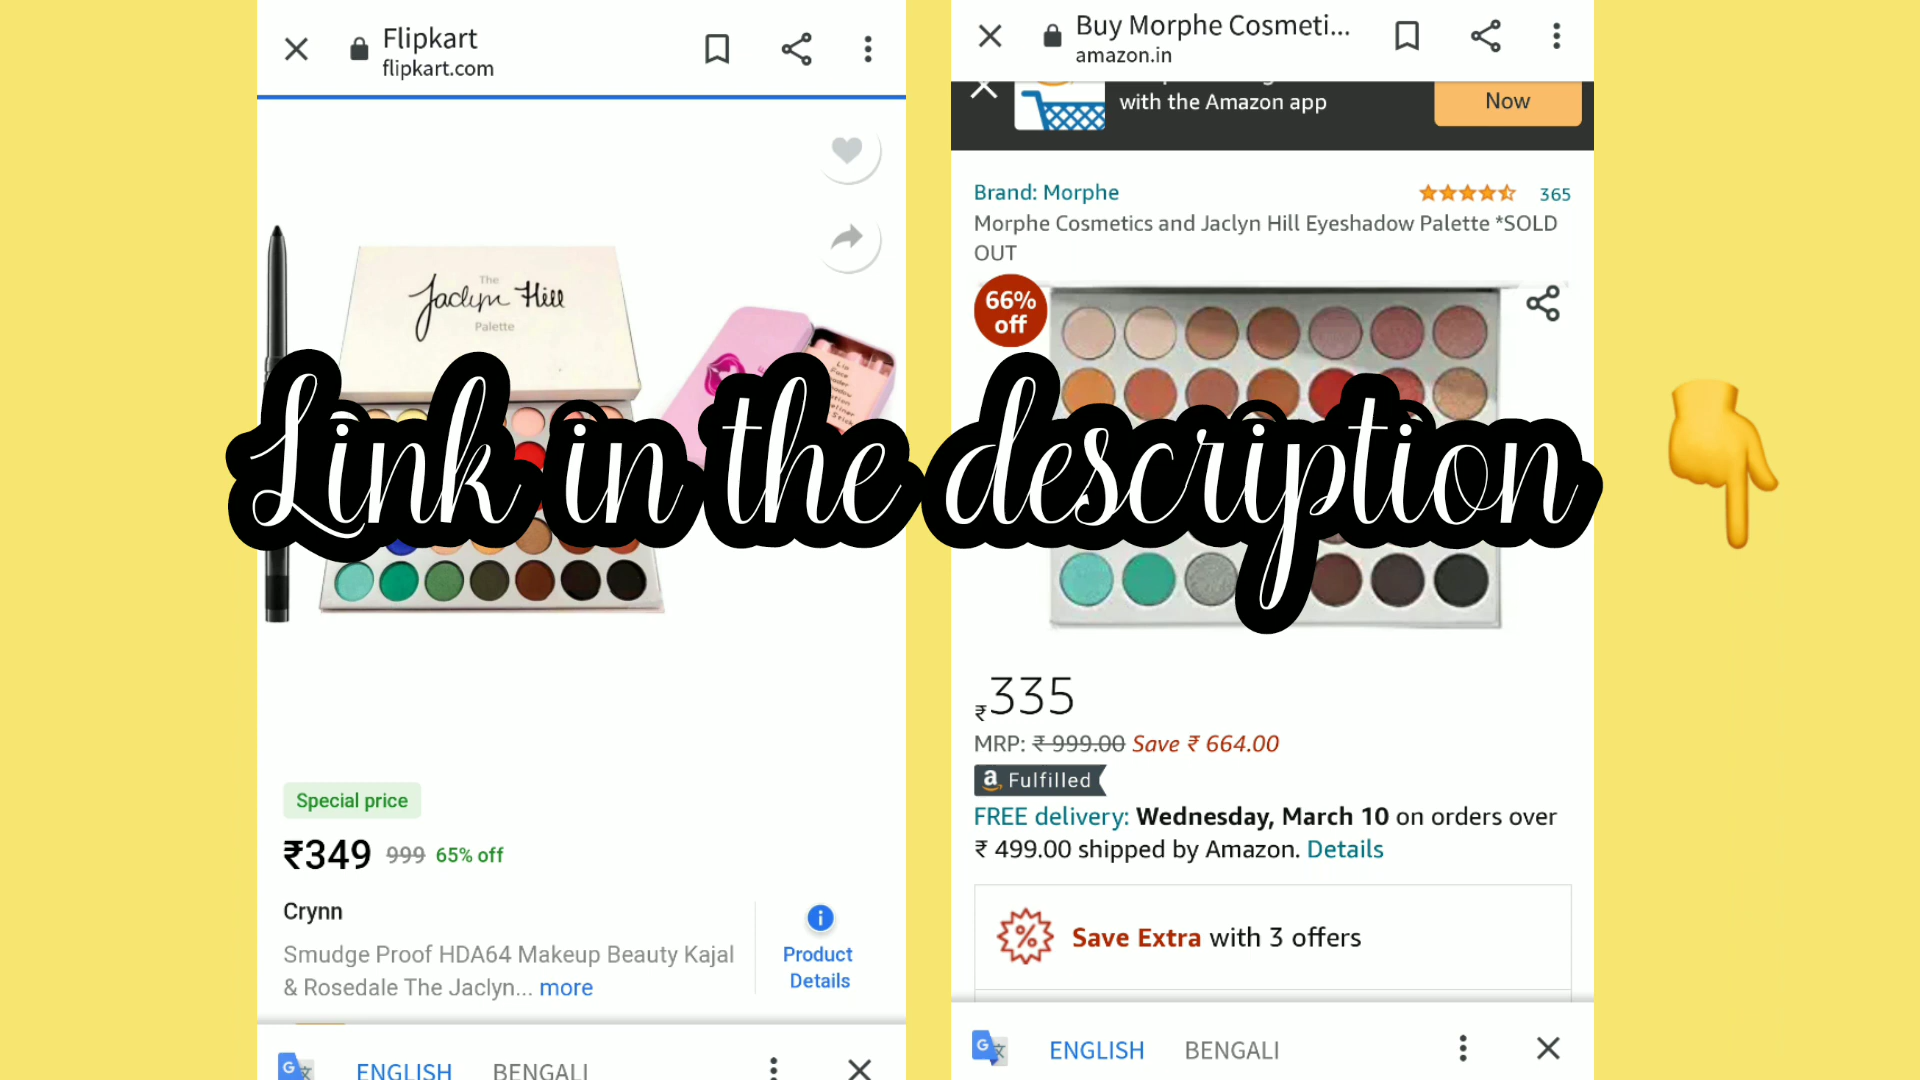 Flipkart
flipkart.com
The
Jaclyn Hill
Palette
Special price
₹349 999 65% off
Crynn
Smudge Proof HDA64 Makeup Beauty Kajal
& Rosedale The Jaclyn... more
Product
Details
ENGLISH BENGALI
Buy Morphe Cosmeti...
amazon.in
with the Amazon app
Now
Brand: Morphe
365
Morphe Cosmetics and Jaclyn Hill Eyeshadow Palette *SOLD
OUT
66%
off
Link in the description
₹335
MRP: ₹ 999.00 Save ₹ 664.00
a Fulfilled
FREE delivery: Wednesday, March 10 on orders over
₹ 499.00 shipped by Amazon. Details
Save Extra with 3 offers
ENGLISH BENGALI